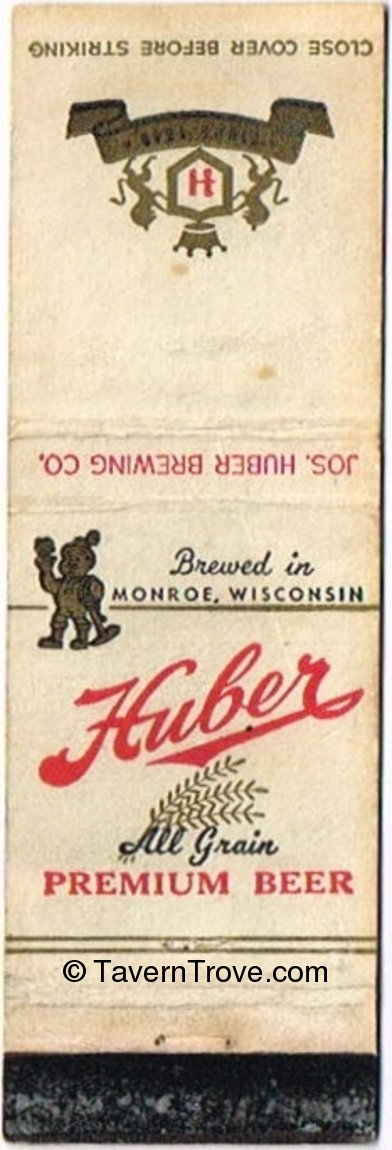 CLOSE COVER BEFORE STRIKING
H
JOS. HUBER BREWING CO.
Brewed in
MONROE, WISCONSIN
Huber
All Grain
PREMIUM BEER
© TavernTrove.com